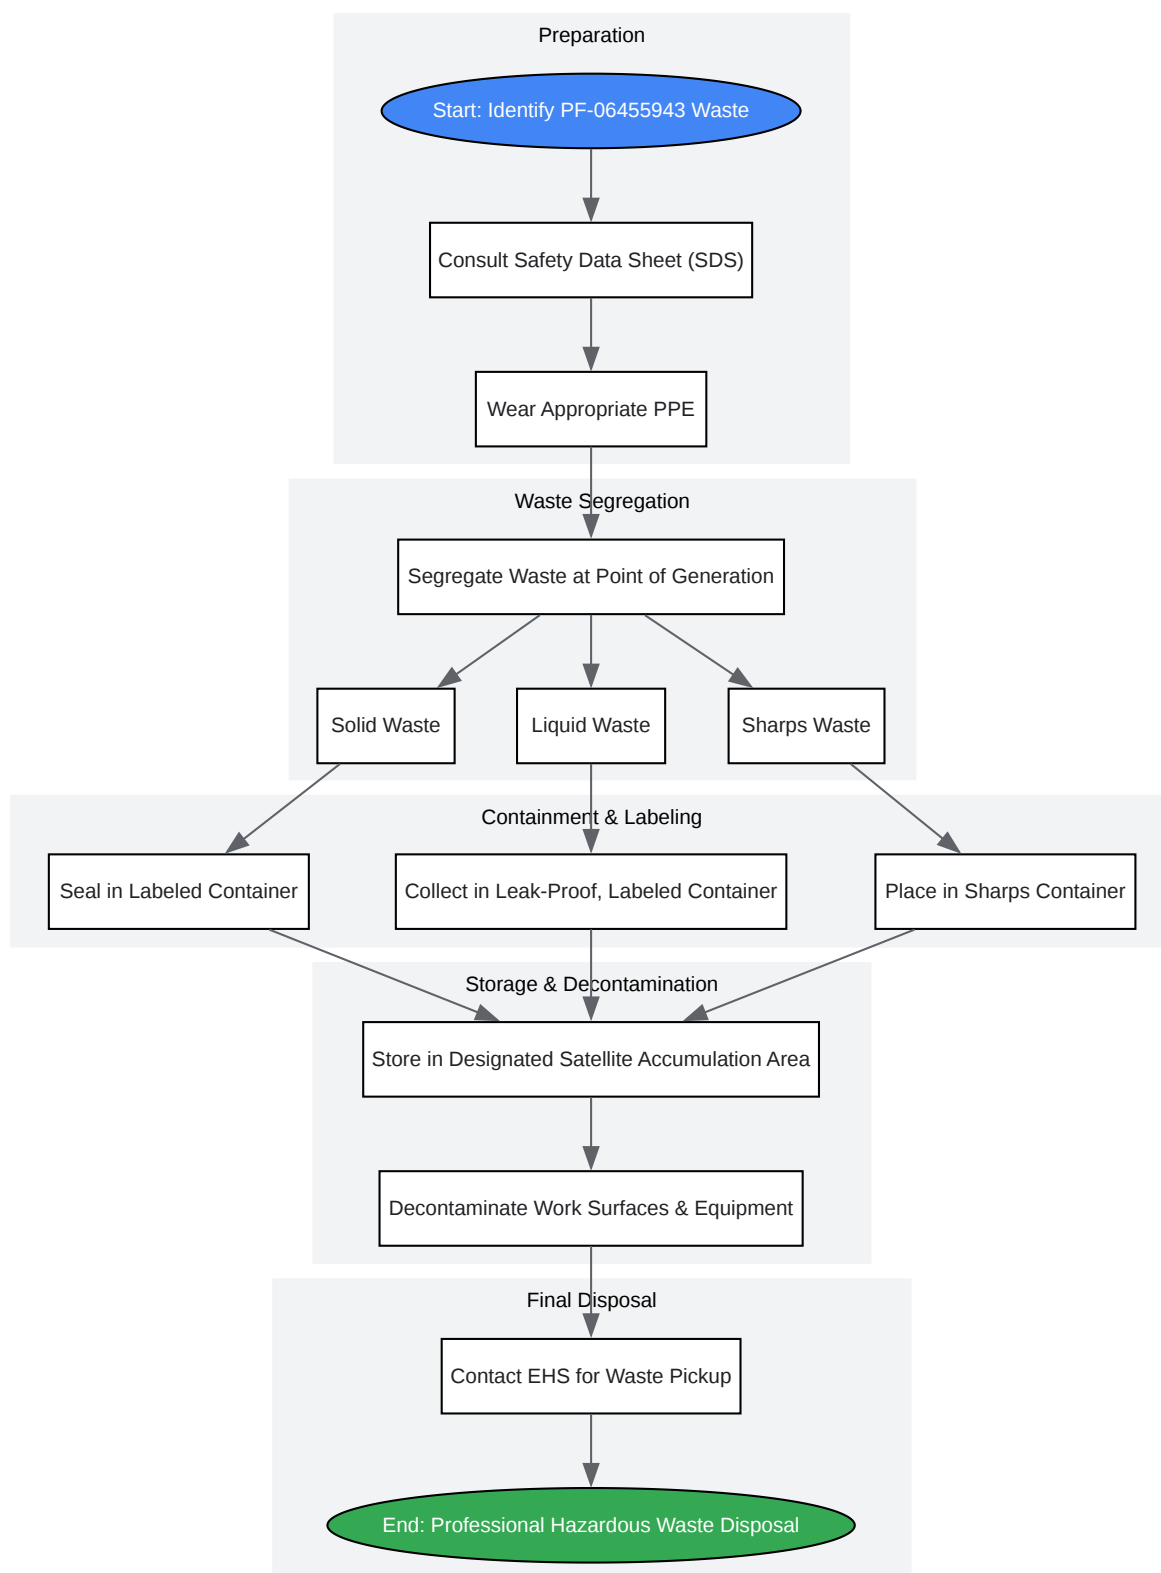 Preparation
Start: Identify PF-06455943 Waste
Consult Safety Data Sheet (SDS)
Wear Appropriate PPE
Waste Segregation
Segregate Waste at Point of Generation
Solid Waste
Liquid Waste
Sharps Waste
Containment & Labeling
Seal in Labeled Container
Collect in Leak-Proof, Labeled Container
Place in Sharps Container
Storage & Decontamination
Store in Designated Satellite Accumulation Area
Decontaminate Work Surfaces & Equipment
Final Disposal
Contact EHS for Waste Pickup
End: Professional Hazardous Waste Disposal